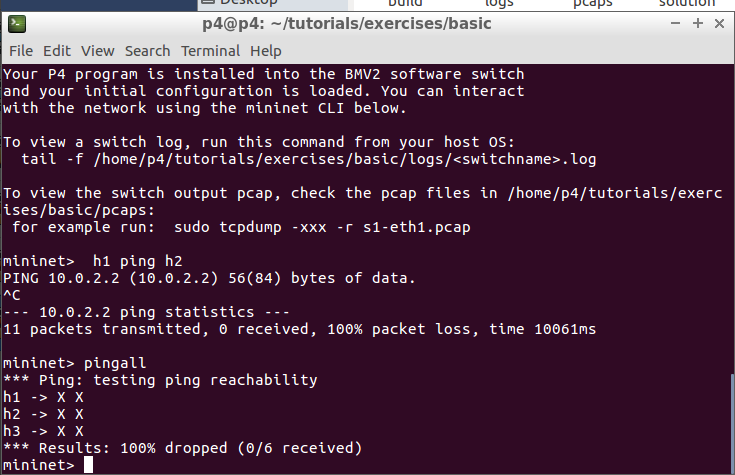 Desktop
build logs pcaps solution
p4@p4: ~/tutorials/exercises/basic
File Edit View Search Terminal Help
Your P4 program is installed into the BMV2 software switch
and your initial configuration is loaded. You can interact
with the network using the mininet CLI below.
To view a switch log, run this command from your host OS:
  tail -f /home/p4/tutorials/exercises/basic/logs/<switchname>.log
To view the switch output pcap, check the pcap files in /home/p4/tutorials/exerc
ises/basic/pcaps:
 for example run:  sudo tcpdump -xxx -r s1-eth1.pcap
mininet>  h1 ping h2
PING 10.0.2.2 (10.0.2.2) 56(84) bytes of data.
^C
--- 10.0.2.2 ping statistics ---
11 packets transmitted, 0 received, 100% packet loss, time 10061ms
mininet> pingall
*** Ping: testing ping reachability
h1 -> X X
h2 -> X X
h3 -> X X
*** Results: 100% dropped (0/6 received)
mininet>